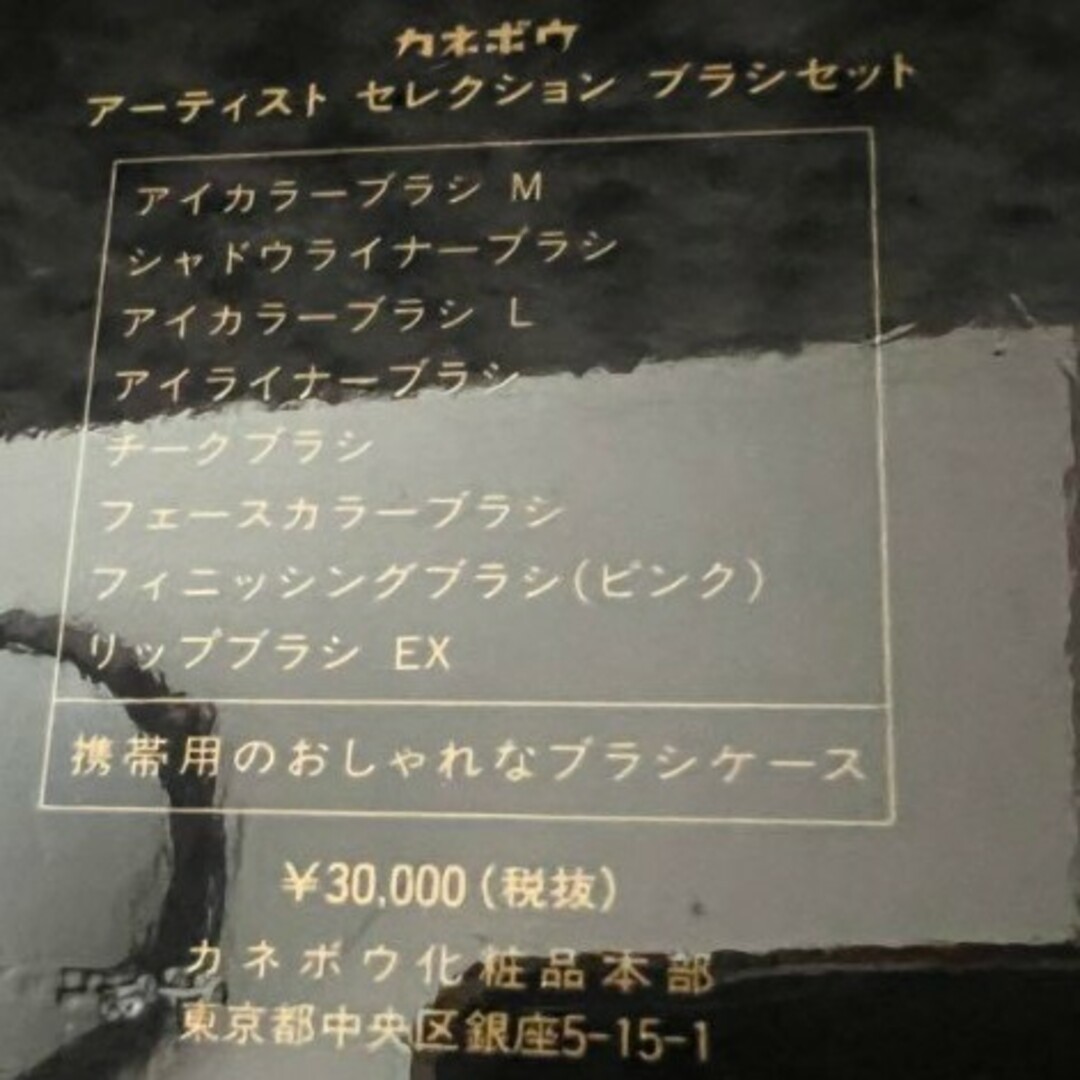 カネボウ
アーティスト セレクション ブラシセット
アイカラーブラシ M
シャドウライナーブラシ
アイカラーブラシ L
アイライナーブラシ
チークブラシ
フェースカラーブラシ
フィニッシングブラシ(ピンク)
リップブラシ EX
携帯用のおしゃれなブラシケース
¥30,000(税抜)
カネボウ化粧品本部
東京都中央区銀座5-15-1